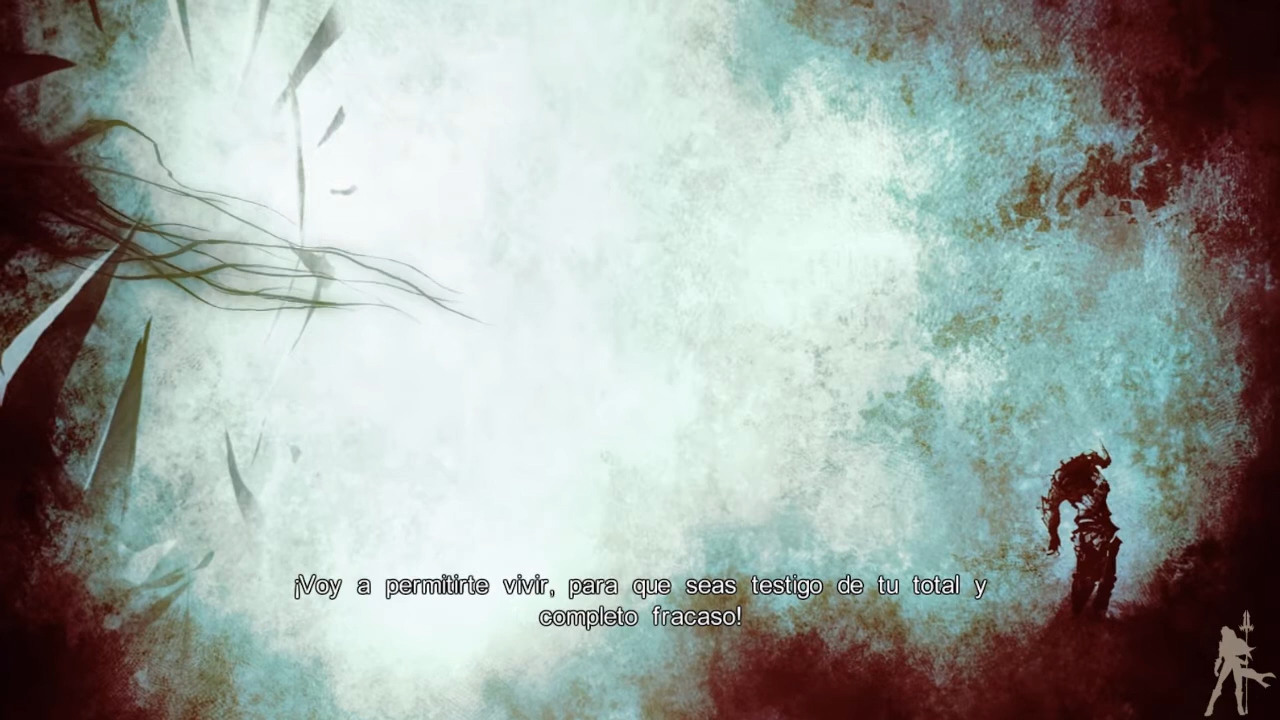 ¡Voy a permitirte vivir, para que seas testigo de tu total y
completo fracaso!